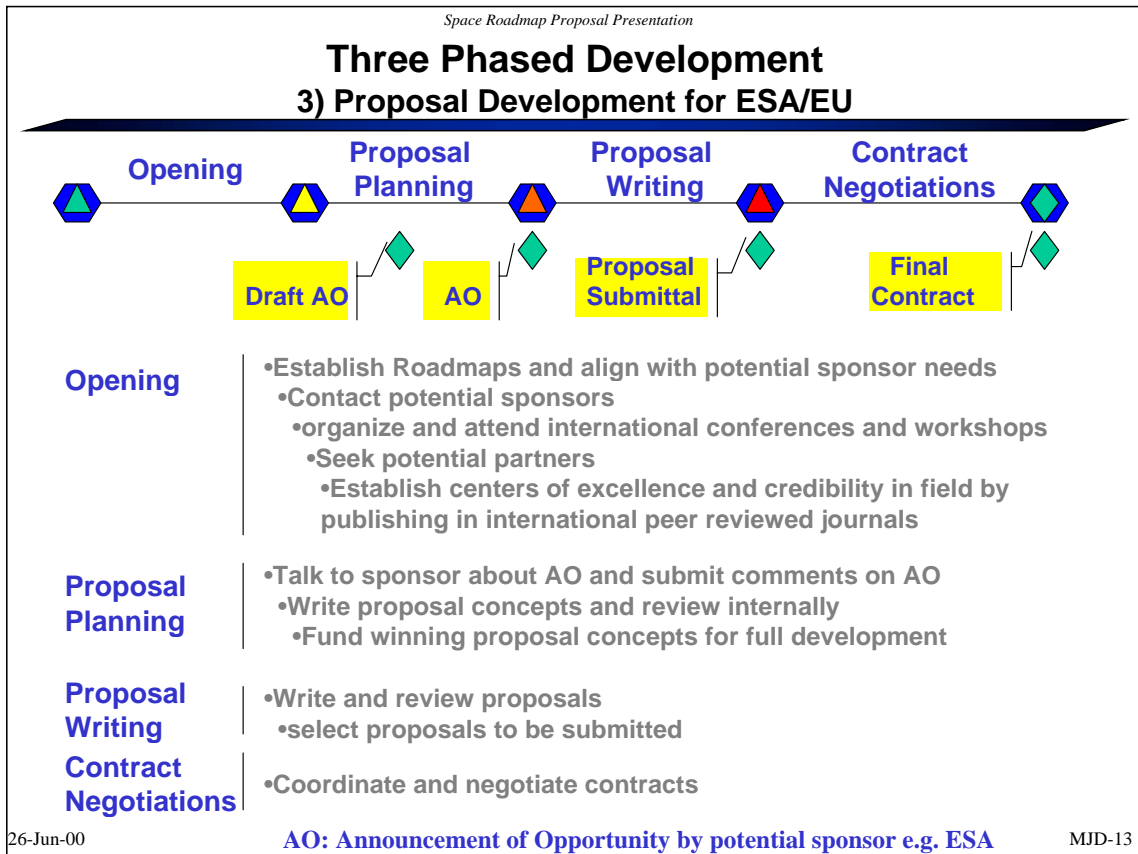 Space Roadmap Proposal Presentation
Three Phased Development
3) Proposal Development for ESA/EU
Opening
Proposal
Planning
Proposal
Writing
Contract
Negotiations
Draft AO
AO
Proposal
Submittal
Final
Contract
Opening
•Establish Roadmaps and align with potential sponsor needs
•Contact potential sponsors
•organize and attend international conferences and workshops
•Seek potential partners
•Establish centers of excellence and credibility in field by
publishing in international peer reviewed journals
Proposal
Planning
•Talk to sponsor about AO and submit comments on AO
•Write proposal concepts and review internally
•Fund winning proposal concepts for full development
Proposal
Writing
•Write and review proposals
•select proposals to be submitted
Contract
Negotiations
•Coordinate and negotiate contracts
26-Jun-00
AO: Announcement of Opportunity by potential sponsor e.g. ESA
MJD-13